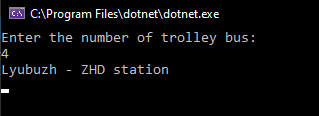 C:\Program Files\dotnet\dotnet.exe
Enter the number of trolley bus:
4
Lyubuzh - ZHD station